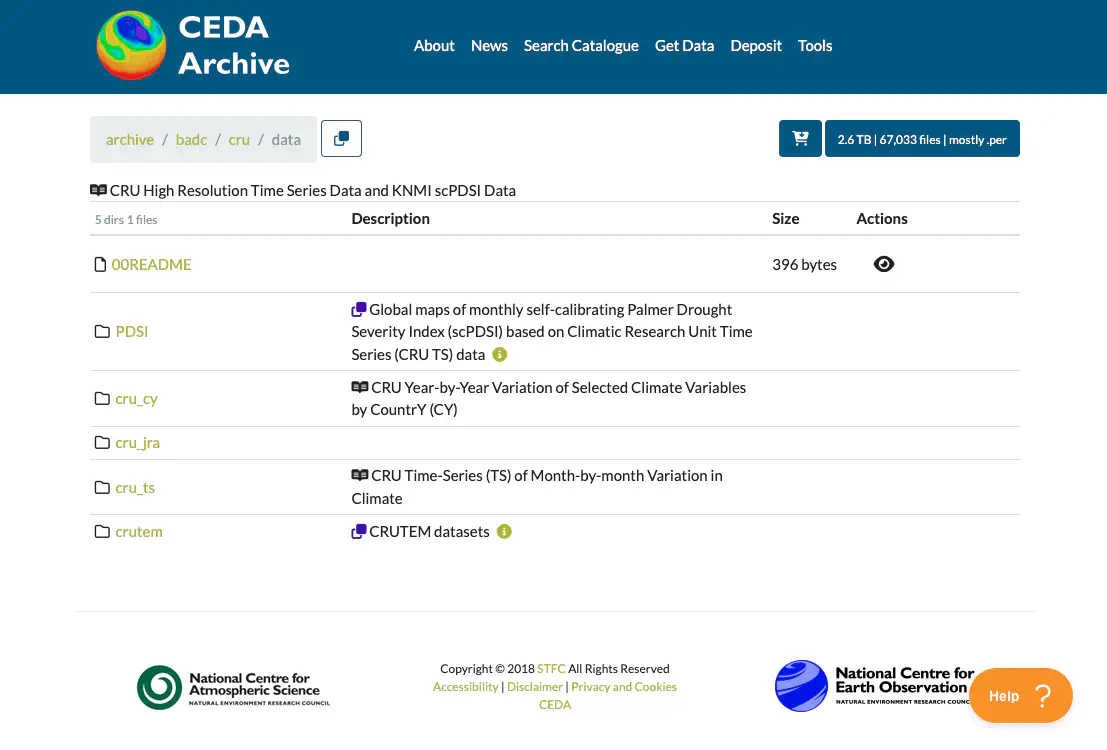 CEDA
Archive
About News Search Catalogue Get Data Deposit Tools
archive / badc / cru / data
2.6 TB | 67,033 files | mostly .per
CRU High Resolution Time Series Data and KNMI scPDSI Data
5 dirs 1 files Description Size Actions
00README 396 bytes
PDSI
Global maps of monthly self-calibrating Palmer Drought
Severity Index (scPDSI) based on Climatic Research Unit Time
Series (CRU TS) data
cru_cy
CRU Year-by-Year Variation of Selected Climate Variables
by CountrY (CY)
cru_jra
cru_ts
CRU Time-Series (TS) of Month-by-month Variation in
Climate
crutem CRUTEM datasets
National Centre for
Atmospheric Science
NATURAL ENVIRONMENT RESEARCH COUNCIL
Copyright © 2018 STFC All Rights Reserved
Accessibility | Disclaimer | Privacy and Cookies
CEDA
National Centre for
Earth Observation
NATURAL ENVIRONMENT RESEARCH
Help ?